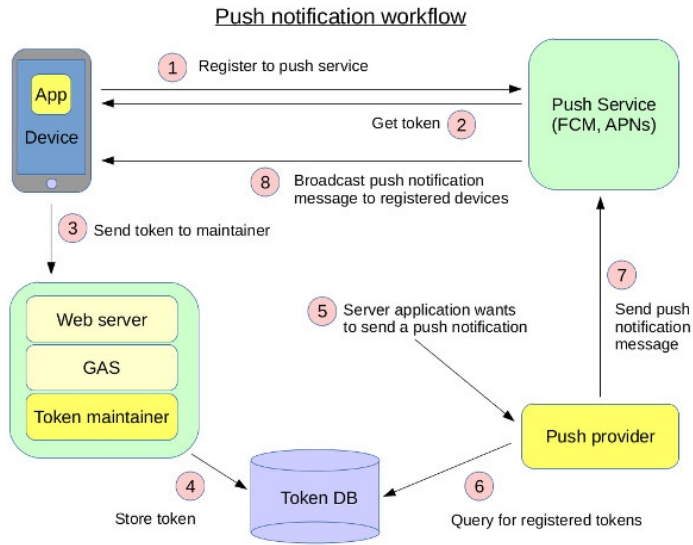 Push notification workflow
1
Register to push service
App
Device
Get token
2
Push Service
(FCM, APNs)
8
Broadcast push notification
message to registered devices
3
Send token to maintainer
7
Send push
notification
message
5
Server application wants
to send a push notification
Web server
GAS
Token maintainer
Push provider
4
Store token
Token DB
6
Query for registered tokens